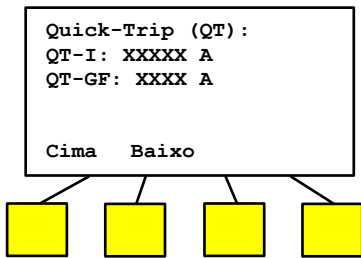 Quick-Trip (QT):
QT-I: XXXXX A
QT-GF: XXXX A
Cima Baixo